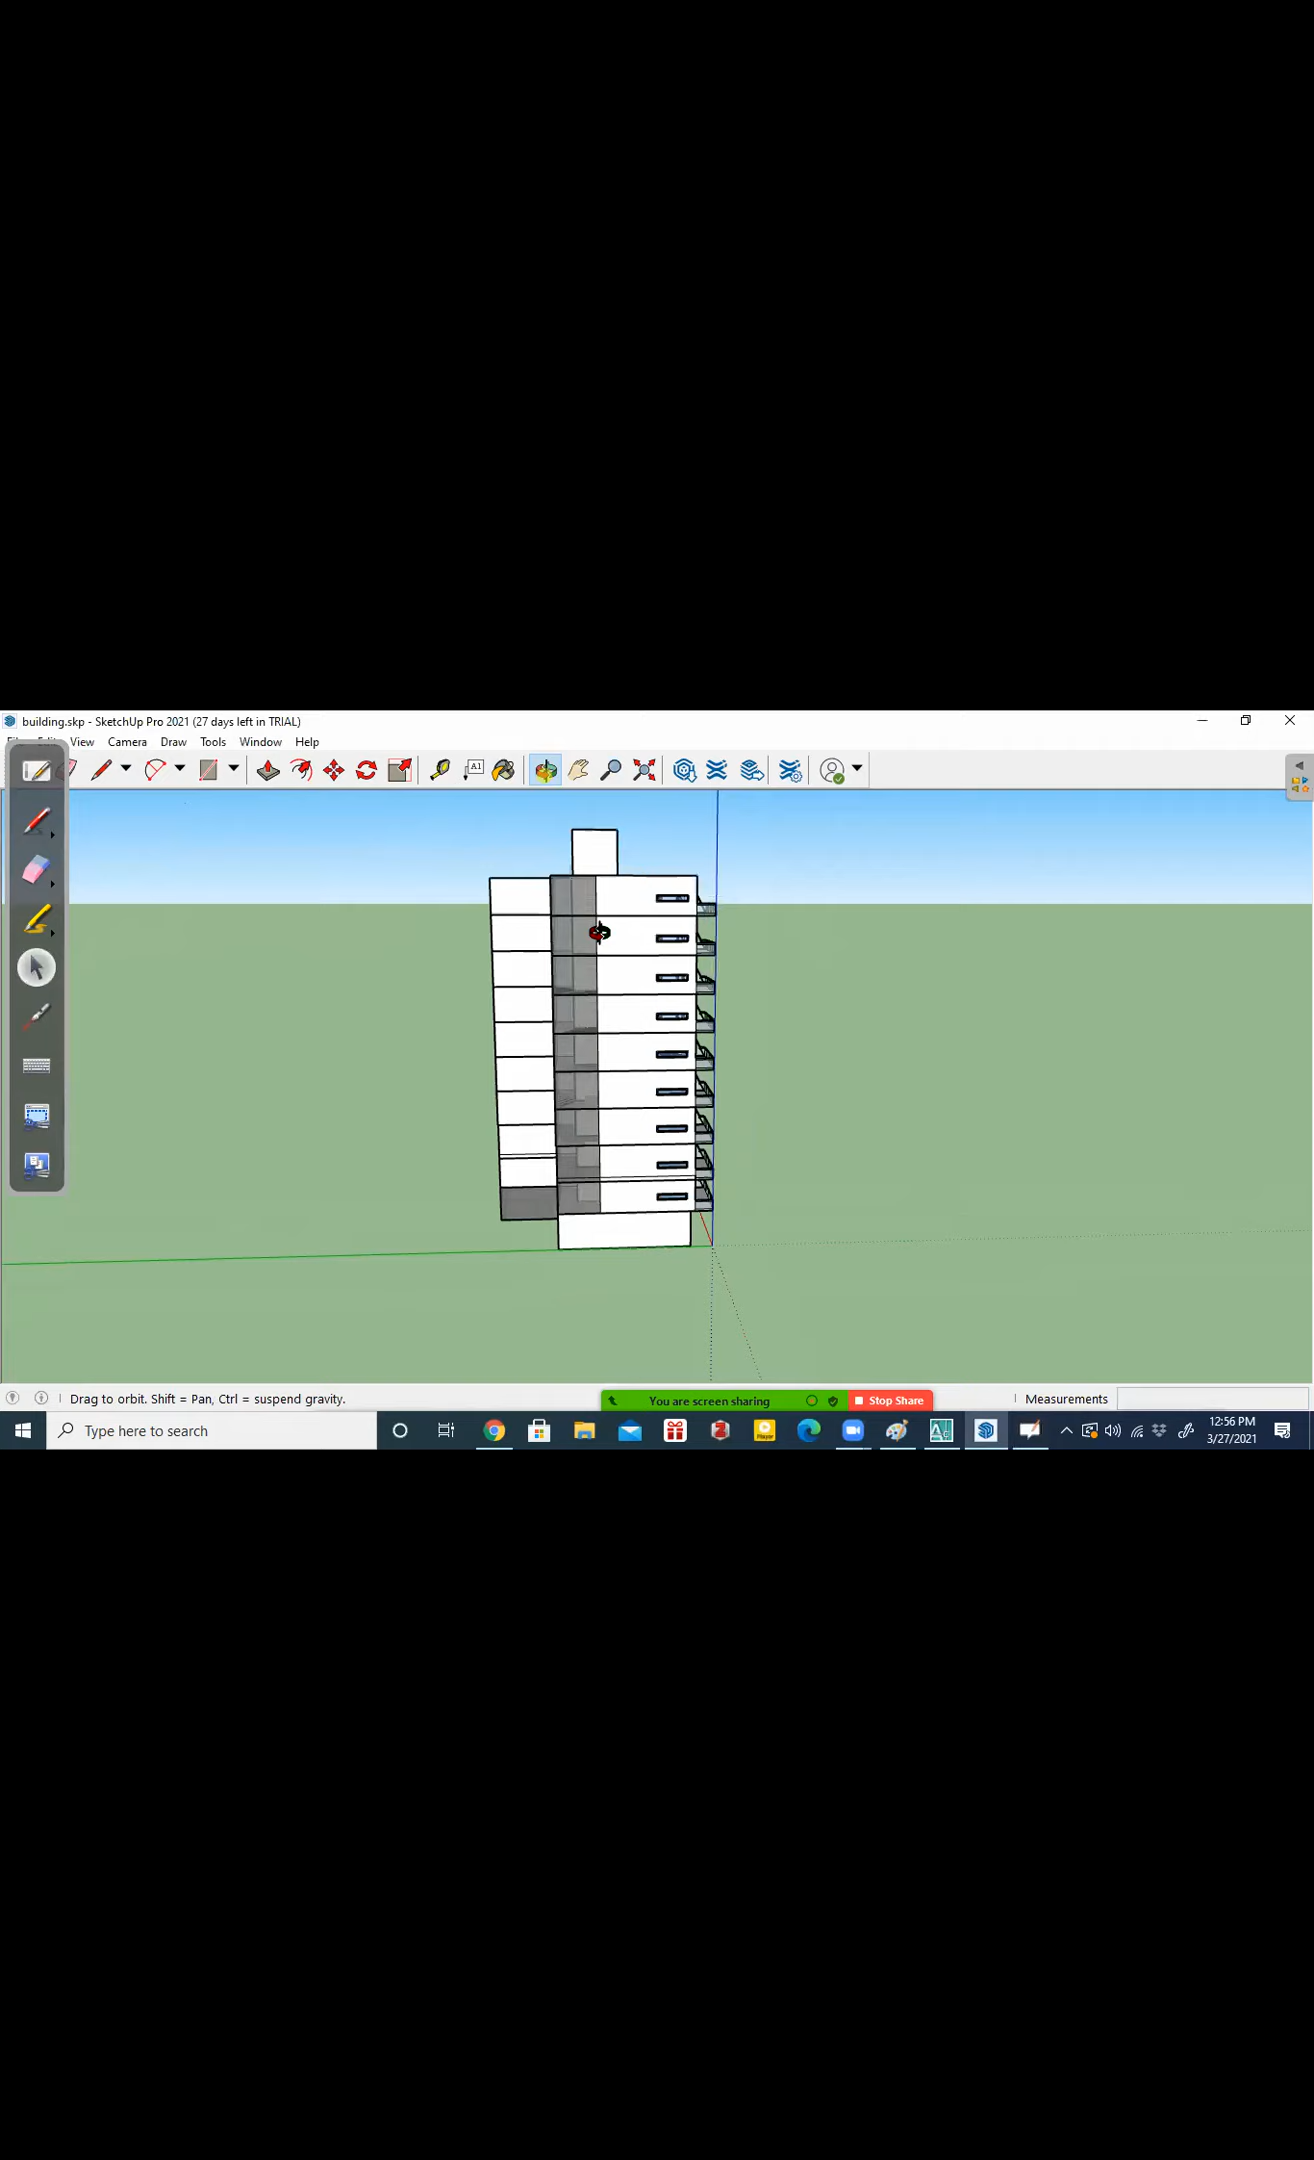 building.skp - SketchUp Pro 2021 (27 days left in TRIAL)
View Camera Draw Tools Window Help
A1
Drag to orbit. Shift = Pan, Ctrl = suspend gravity.
You are screen sharing
Stop Share
Measurements
Type here to search
12:56 PM
3/27/2021